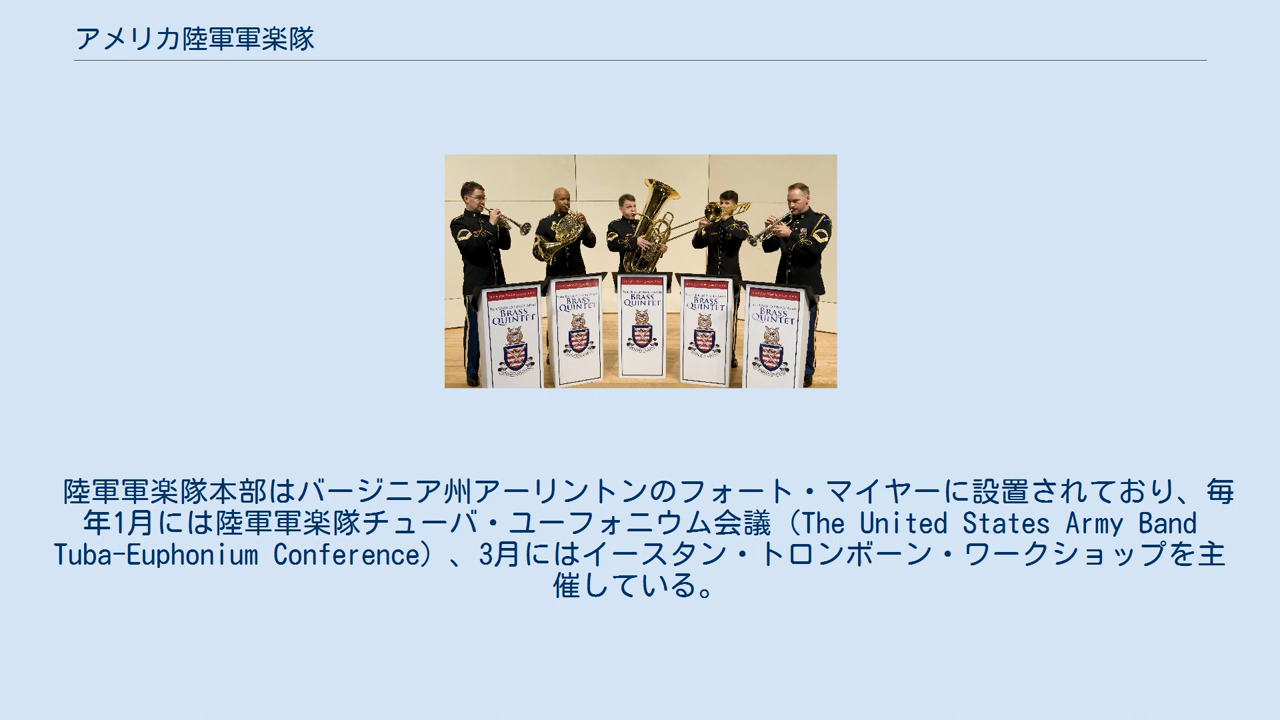 アメリカ陸軍軍楽隊
BRASS QUINTET
BRASS QUINTET
BRASS QUINTET
BRASS QUINTET
BRASS QUINTET
陸軍軍楽隊本部はバージニア州アーリントンのフォート・マイヤーに設置されており、毎
年1月には陸軍軍楽隊チューバ・ユーフォニウム会議（The United States Army Band
Tuba-Euphonium Conference）、3月にはイースタン・トロンボーン・ワークショップを主
催している。